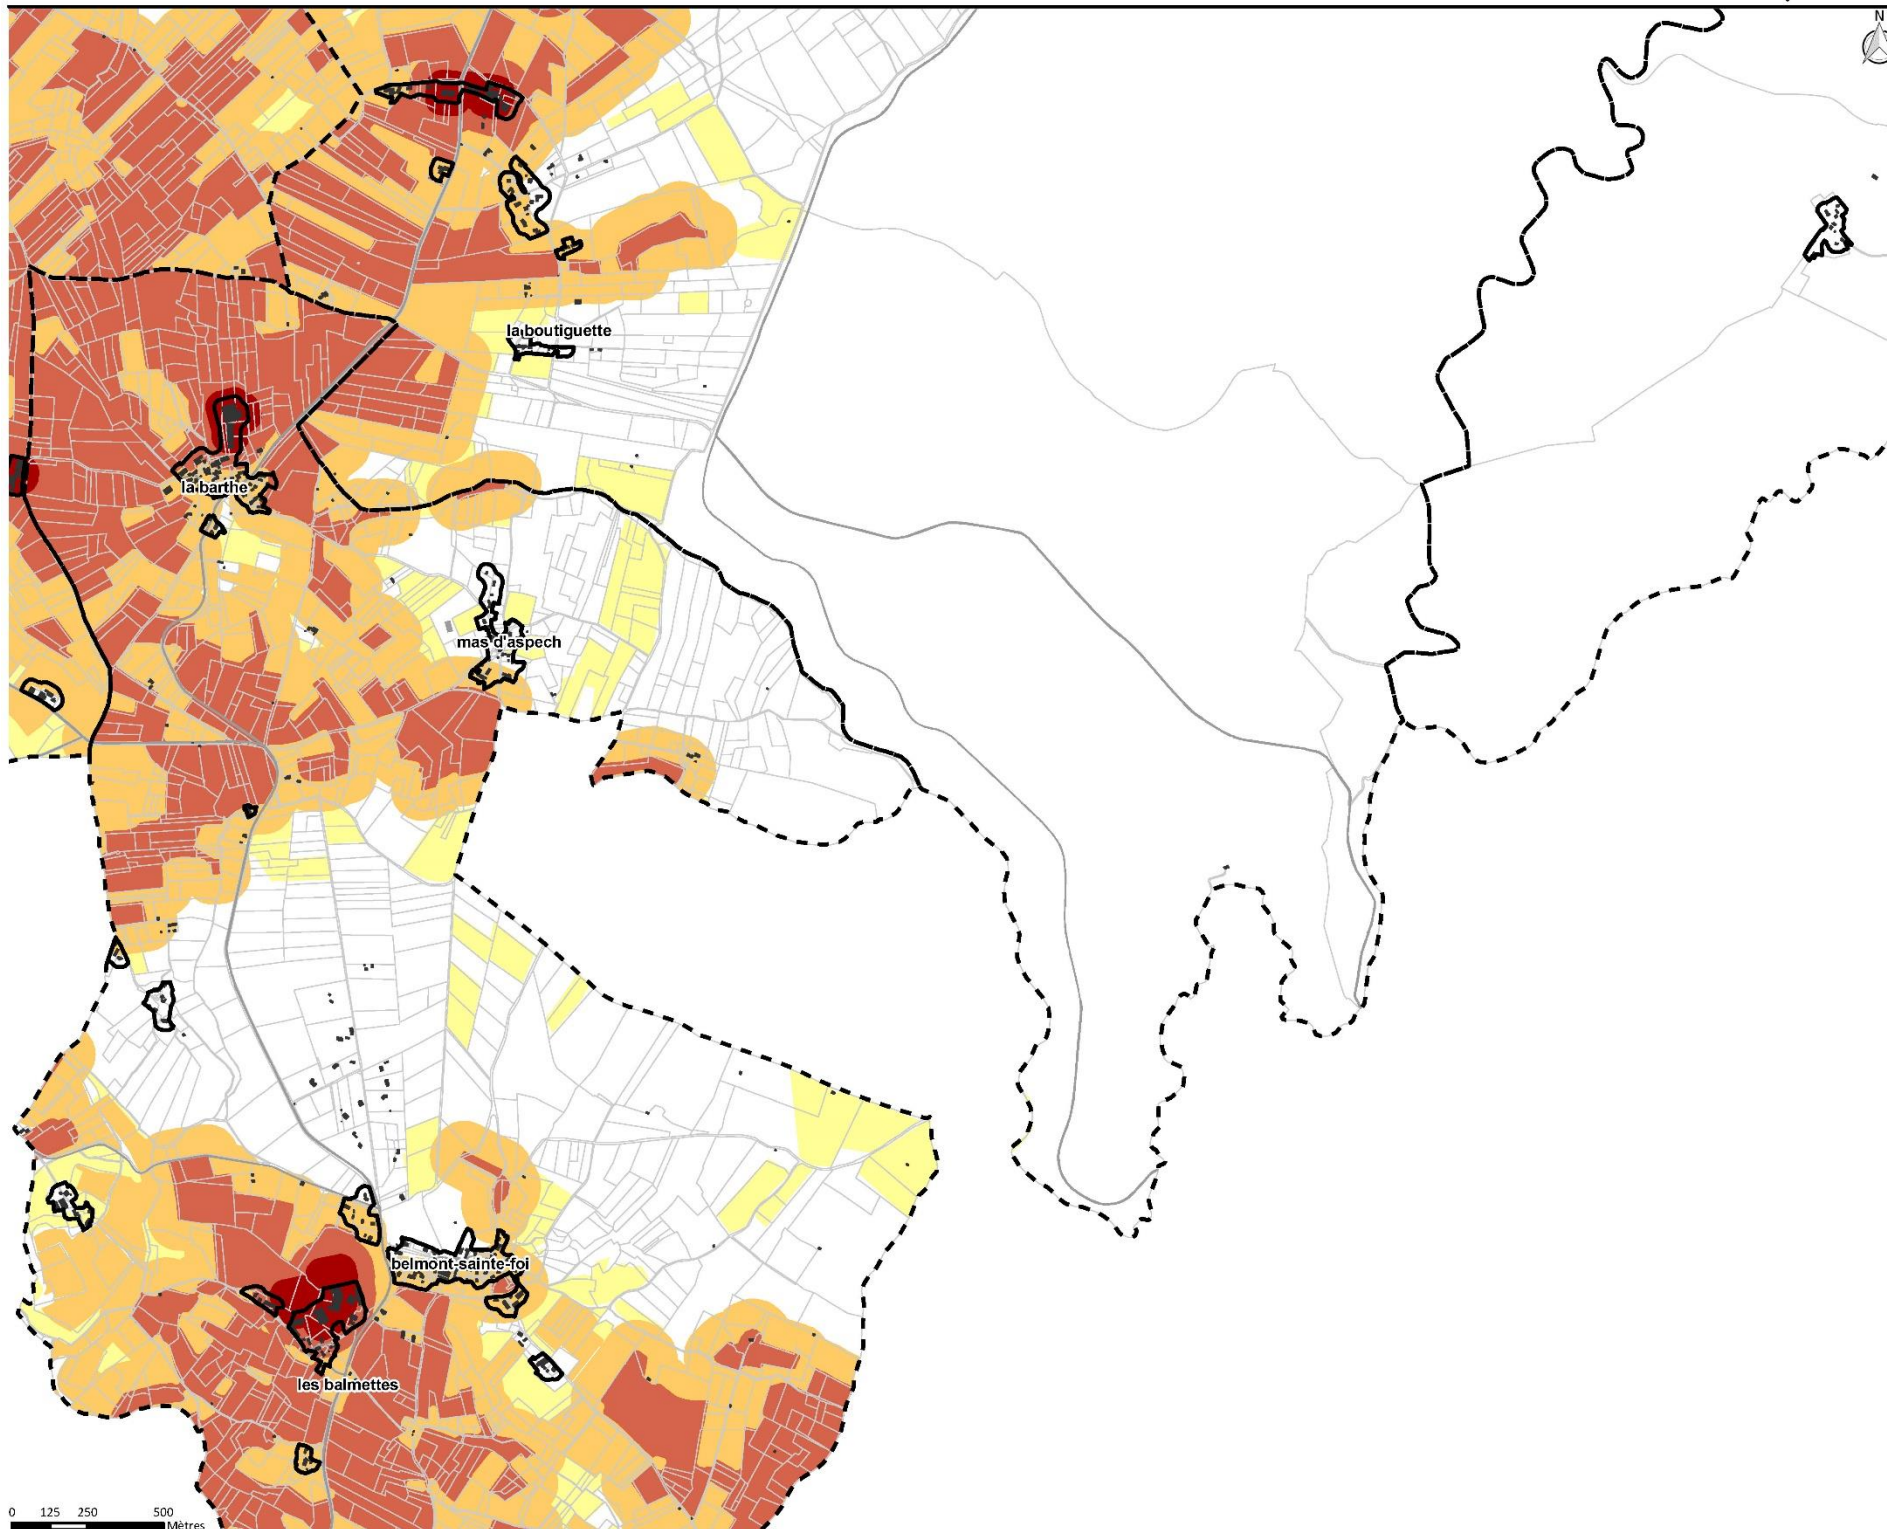 N
la boutiguette
la barthe
mas d'aspech
belmont-sainte-foi
les balmettes
0 125 250 500
Mètres